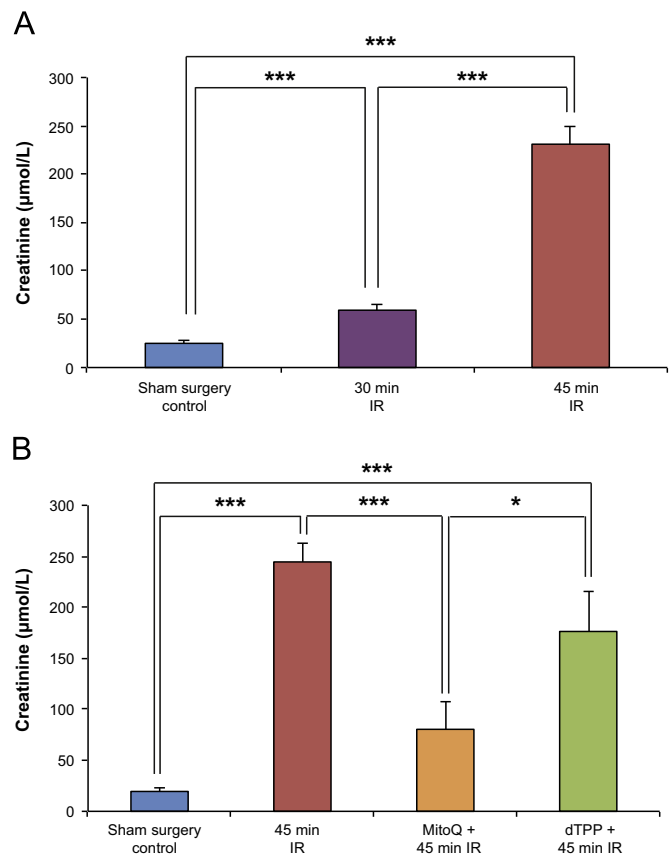 A
***
***
***
300
250
200
150
100
50
0
Creatinine (µmol/L)
Sham surgery
control
30 min
IR
45 min
IR
B
***
***
***
*
300
250
200
150
100
50
0
Creatinine (µmol/L)
Sham surgery
control
45 min
IR
MitoQ +
45 min IR
dTPP +
45 min IR